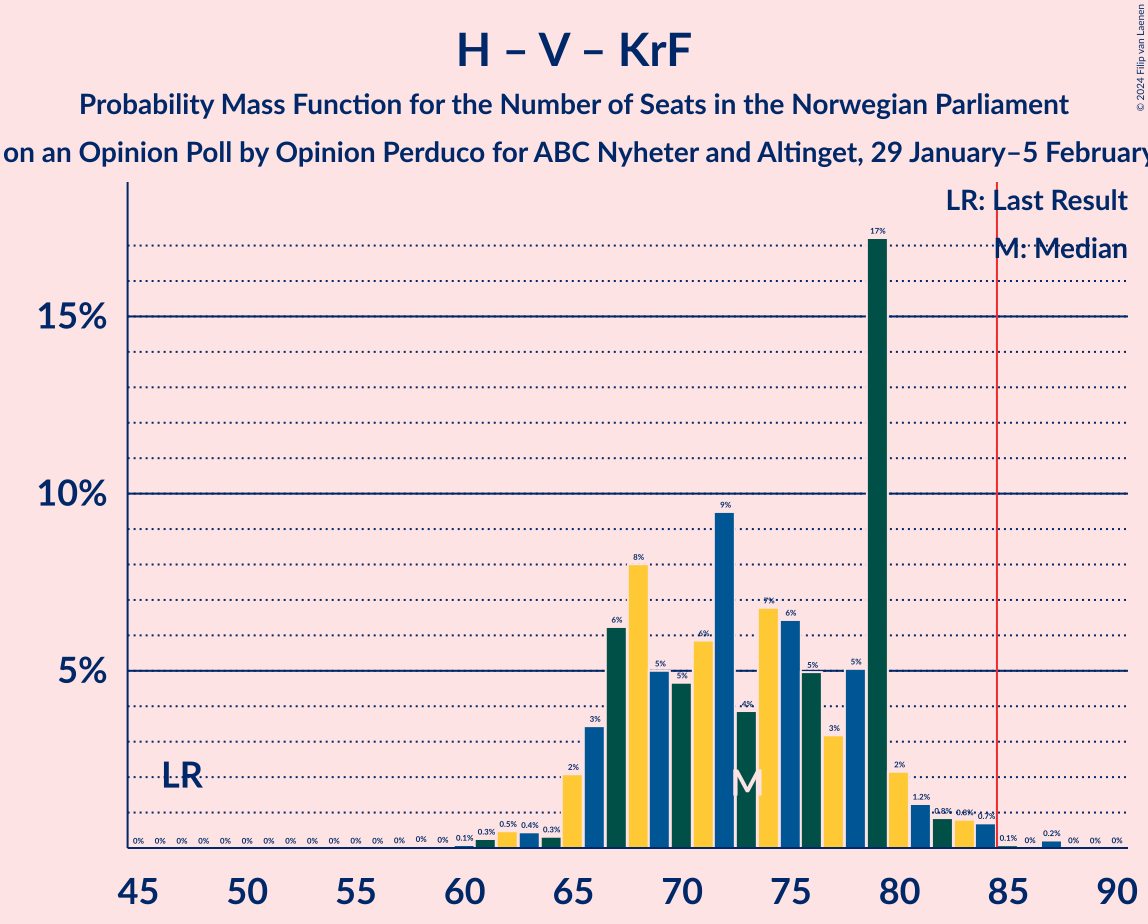 H – V – KrF
Probability Mass Function for the Number of Seats in the Norwegian Parliament
on an Opinion Poll by Opinion Perduco for ABC Nyheter and Altinget, 29 January–5 February
© 2024 Filip van Laenen
LR: Last Result
M: Median
17%
15%
10%
9%
8%
7%
6%
6%
6%
5%
5%
5%
5%
5%
4%
3%
3%
LR
M
2%
2%
1.2%
0.8%
0.8%
0.7%
0% 0% 0% 0% 0% 0% 0% 0% 0% 0% 0% 0% 0% 0% 0% 0.1% 0.3% 0.5% 0.4% 0.3% 0.1% 0% 0.2% 0% 0% 0%
45 50 55 60 65 70 75 80 85 90